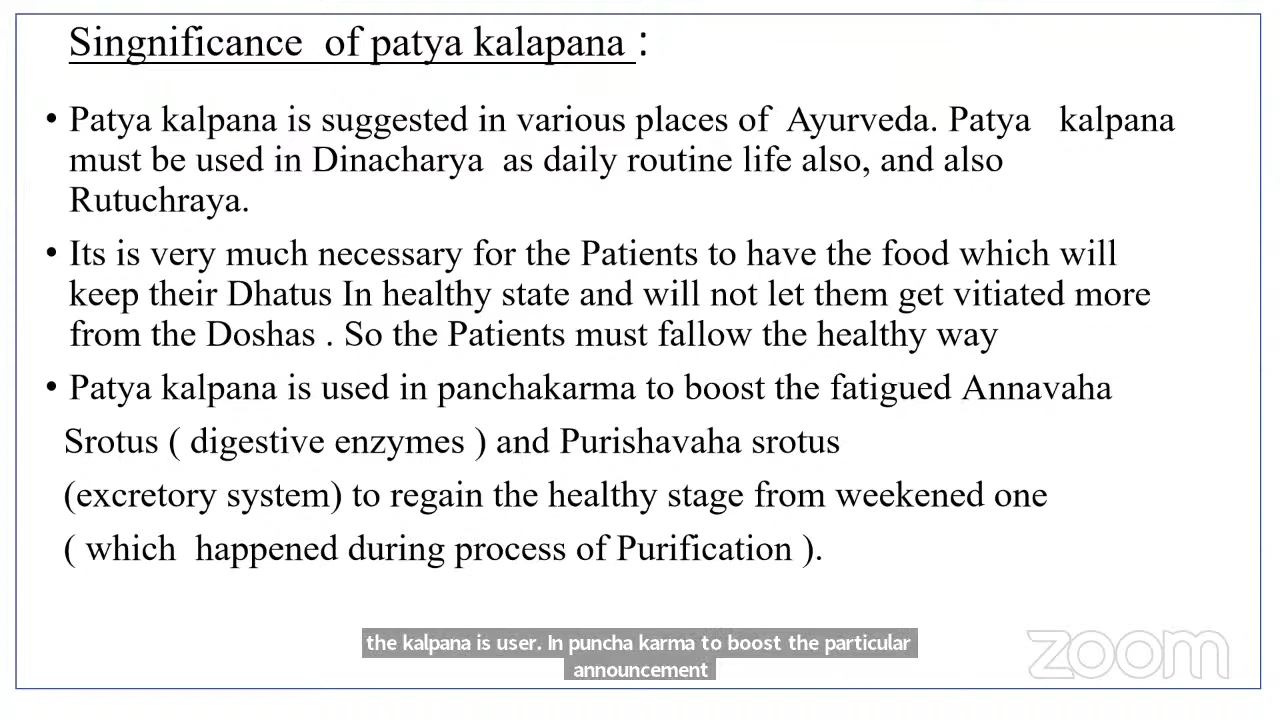 Singnificance of patya kalapana :
• Patya kalpana is suggested in various places of Ayurveda. Patya kalpana
must be used in Dinacharya as daily routine life also, and also
Rutuchraya.
• Its is very much necessary for the Patients to have the food which will
keep their Dhatus In healthy state and will not let them get vitiated more
from the Doshas . So the Patients must fallow the healthy way
• Patya kalpana is used in panchakarma to boost the fatigued Annavaha
Srotus ( digestive enzymes ) and Purishavaha srotus
(excretory system) to regain the healthy stage from weekened one
( which happened during process of Purification ).
the kalpana is user. In puncha karma to boost the particular
announcement
zoom